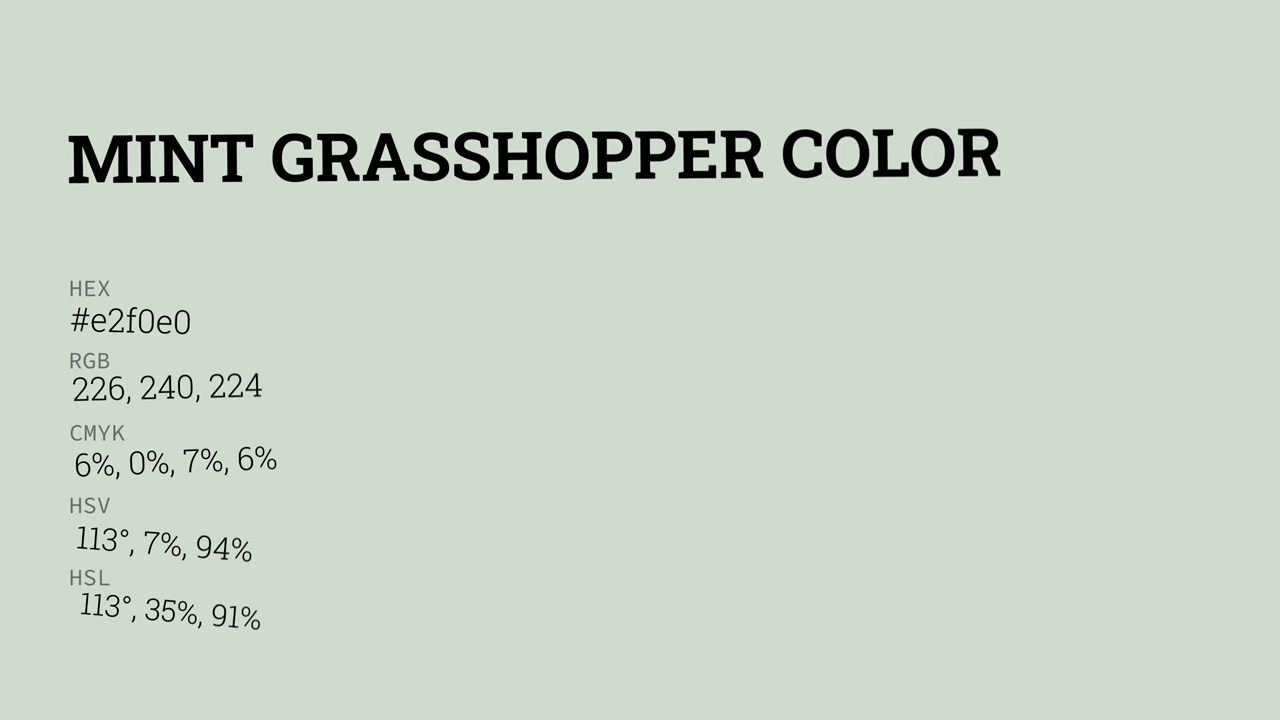 MINT GRASSHOPPER COLOR
HEX
#e2f0e0
RGB
226, 240, 224
CMYK
6%, 0%, 7%, 6%
HSV
113°, 7%, 94%
HSL
113°, 35%, 91%